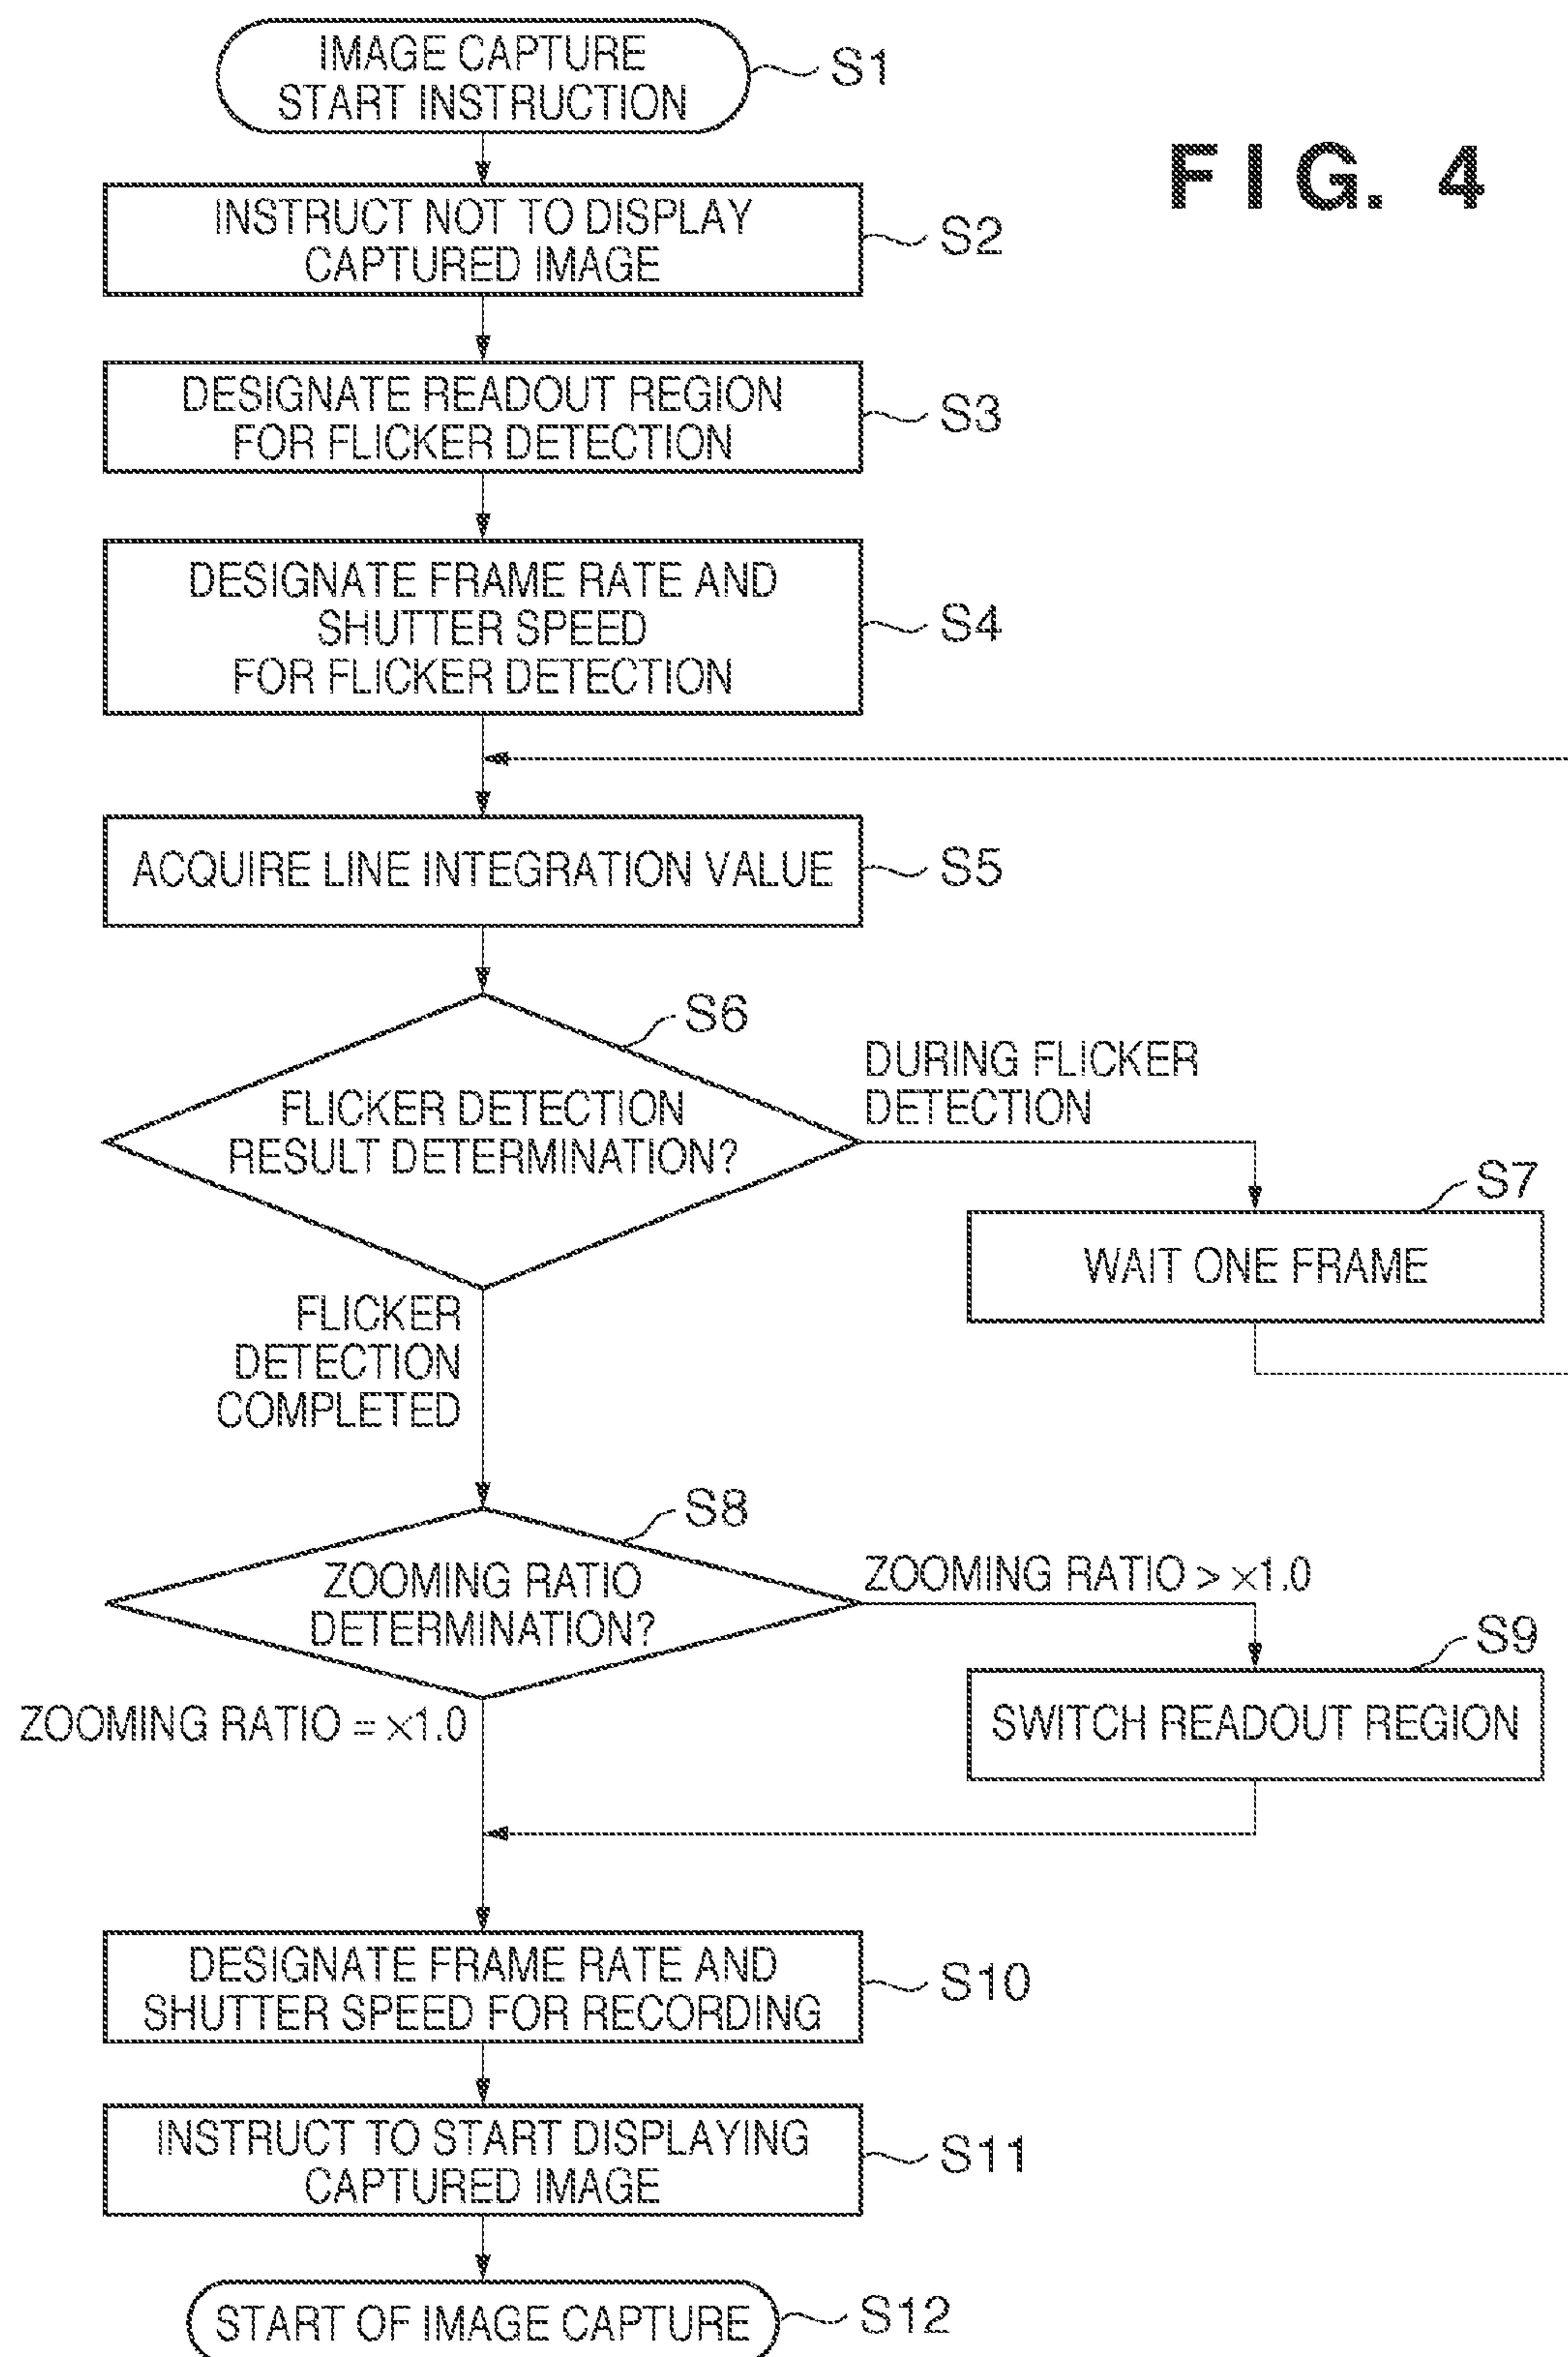 IMAGE CAPTURE
START INSTRUCTION
S1
FIG. 4
INSTRUCT NOT TO DISPLAY
CAPTURED IMAGE
S2
DESIGNATE READOUT REGION
FOR FLICKER DETECTION
S3
DESIGNATE FRAME RATE AND
SHUTTER SPEED
FOR FLICKER DETECTION
S4
ACQUIRE LINE INTEGRATION VALUE
S5
S6
FLICKER DETECTION
RESULT DETERMINATION?
DURING FLICKER
DETECTION
S7
WAIT ONE FRAME
FLICKER
DETECTION
COMPLETED
S8
ZOOMING RATIO
DETERMINATION?
ZOOMING RATIO > ×1.0
S9
SWITCH READOUT REGION
ZOOMING RATIO = ×1.0
DESIGNATE FRAME RATE AND
SHUTTER SPEED FOR RECORDING
S10
INSTRUCT TO START DISPLAYING
CAPTURED IMAGE
S11
START OF IMAGE CAPTURE
S12